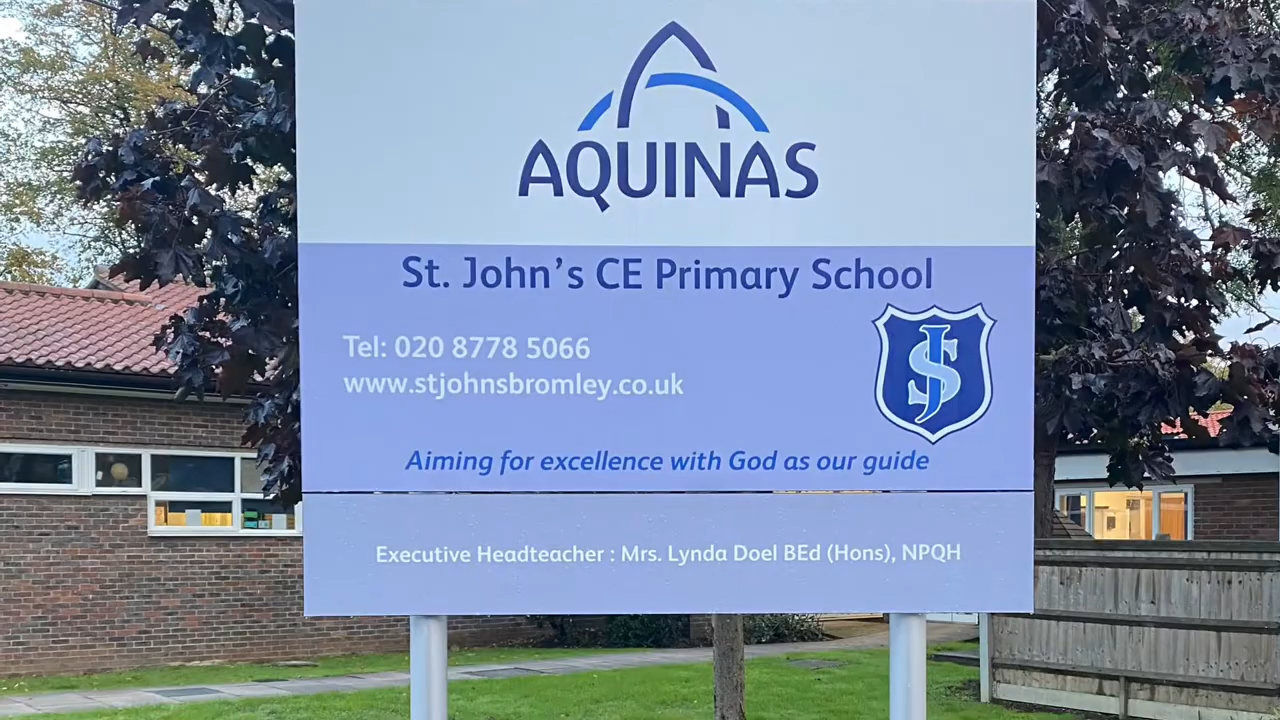 AQUINAS
St. John’s CE Primary School
Tel: 020 8778 5066
www.stjohnsbromley.co.uk
SJ
Aiming for excellence with God as our guide
Executive Headteacher : Mrs. Lynda Doel BEd (Hons), NPQH